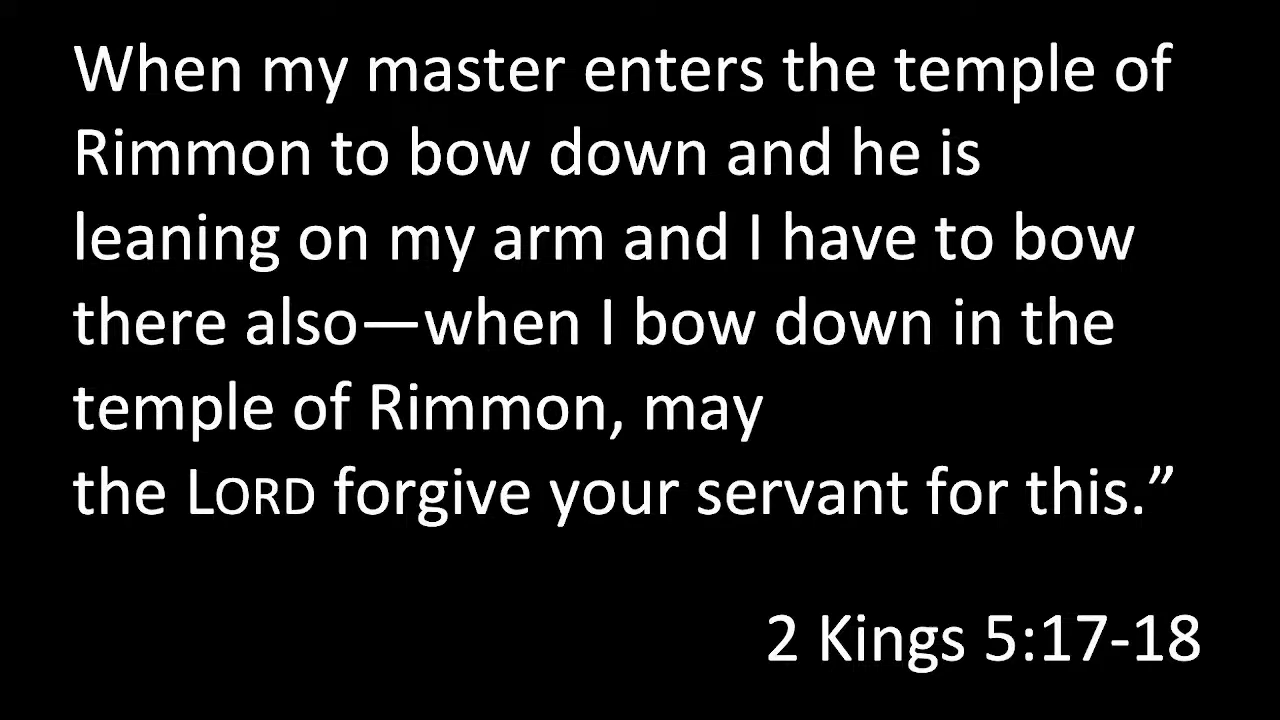 When my master enters the temple of
Rimmon to bow down and he is
leaning on my arm and I have to bow
there also—when I bow down in the
temple of Rimmon, may
the LORD forgive your servant for this.”
2 Kings 5:17-18